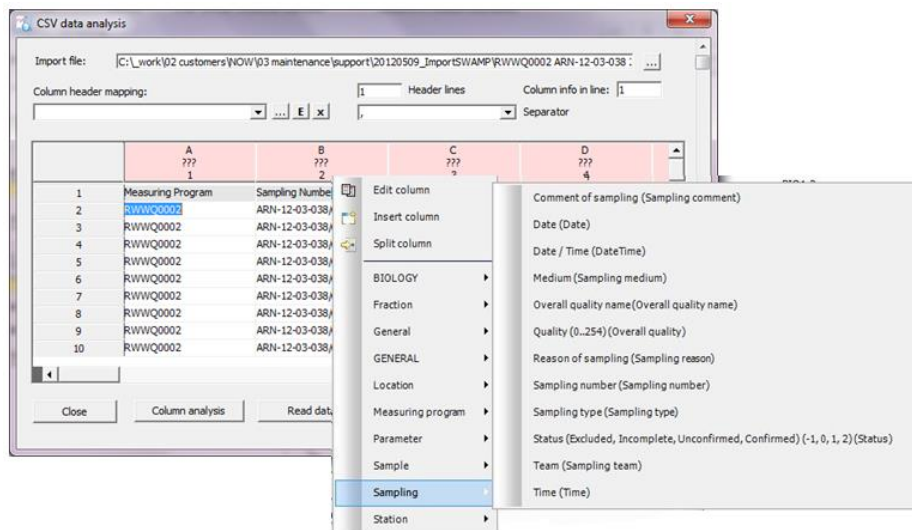 CSV data analysis
Import file: C:\_work\02 customers\NOW\03 maintenance\support\20120509_ImportSWAMP\RWWQ0002 ARN-12-03-038 ...
Column header mapping: 1 Header lines Column info in line: 1
... E x , Separator
A B C D
??? ??? ??? ???
1 2 3 4
1 Measuring Program Sampling Numbe
2 RWWQ0002 ARN-12-03-038/
3 RWWQ0002 ARN-12-03-038/
4 RWWQ0002 ARN-12-03-038/
5 RWWQ0002 ARN-12-03-038/
6 RWWQ0002 ARN-12-03-038/
7 RWWQ0002 ARN-12-03-038/
8 RWWQ0002 ARN-12-03-038/
9 RWWQ0002 ARN-12-03-038/
10 RWWQ0002 ARN-12-03-038/
Close Column analysis Read dat
Edit column
Insert column
Split column
BIOLOGY
Fraction
General
GENERAL
Location
Measuring program
Parameter
Sample
Sampling
Station
Comment of sampling (Sampling comment)
Date (Date)
Date / Time (DateTime)
Medium (Sampling medium)
Overall quality name (Overall quality name)
Quality (0..254) (Overall quality)
Reason of sampling (Sampling reason)
Sampling number (Sampling number)
Sampling type (Sampling type)
Status (Excluded, Incomplete, Unconfirmed, Confirmed) (-1, 0, 1, 2) (Status)
Team (Sampling team)
Time (Time)